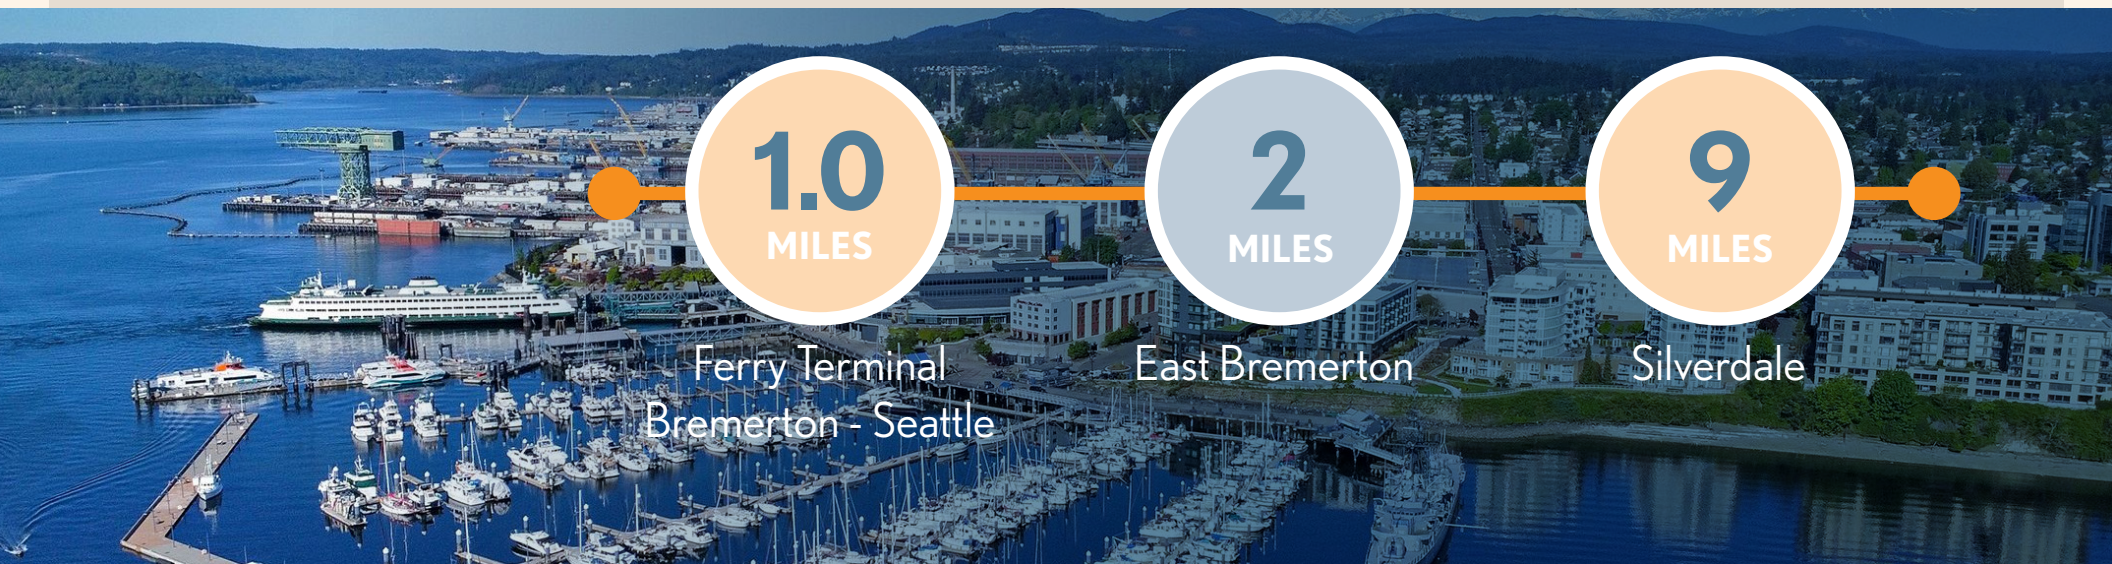 1.0
MILES
Ferry Terminal
Bremerton - Seattle
2
MILES
East Bremerton
9
MILES
Silverdale